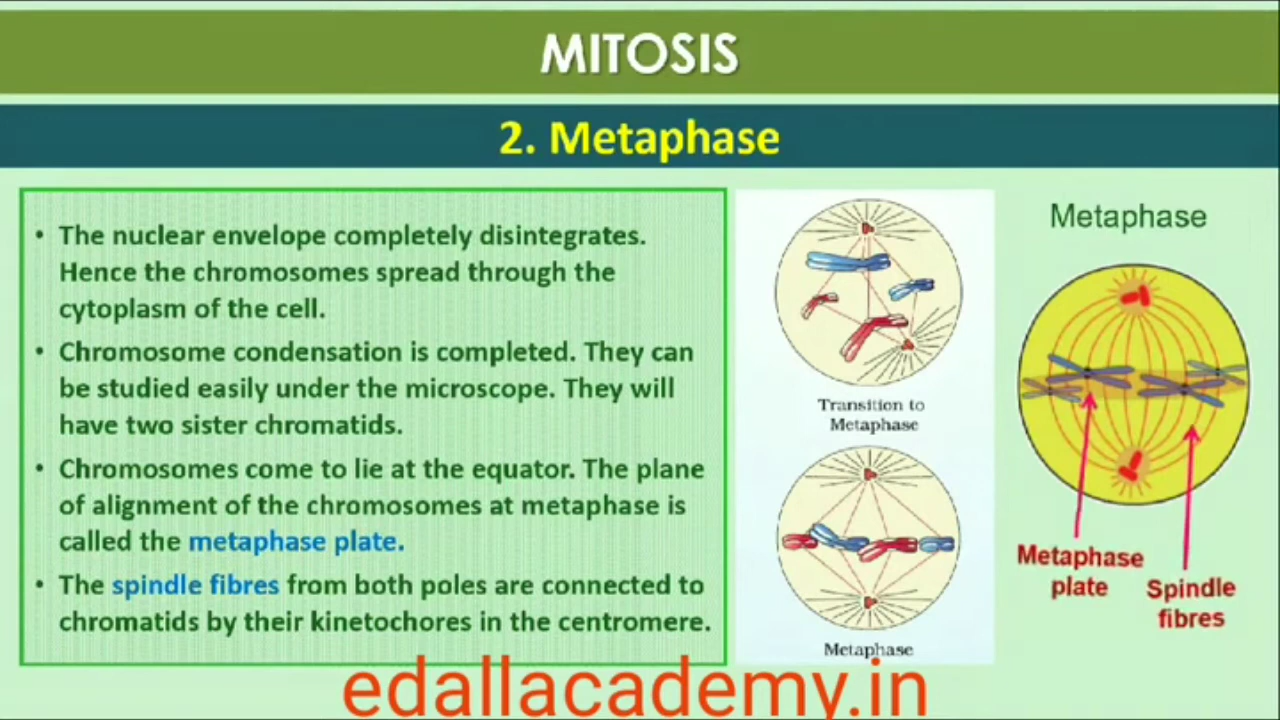 MITOSIS
2. Metaphase
• The nuclear envelope completely disintegrates.
Hence the chromosomes spread through the
cytoplasm of the cell.
• Chromosome condensation is completed. They can
be studied easily under the microscope. They will
have two sister chromatids.
• Chromosomes come to lie at the equator. The plane
of alignment of the chromosomes at metaphase is
called the metaphase plate.
• The spindle fibres from both poles are connected to
chromatids by their kinetochores in the centromere.
Transition to
Metaphase
Metaphase
Metaphase
Metaphase
plate
Spindle
fibres
edallacademy.in